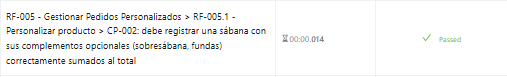 RF-005 - Gestionar Pedidos Personalizados > RF-005.1 -
Personalizar producto > CP-002: debe registrar una sábana con
sus complementos opcionales (sobresábana, fundas)
correctamente sumados al total
00:00.014
Passed